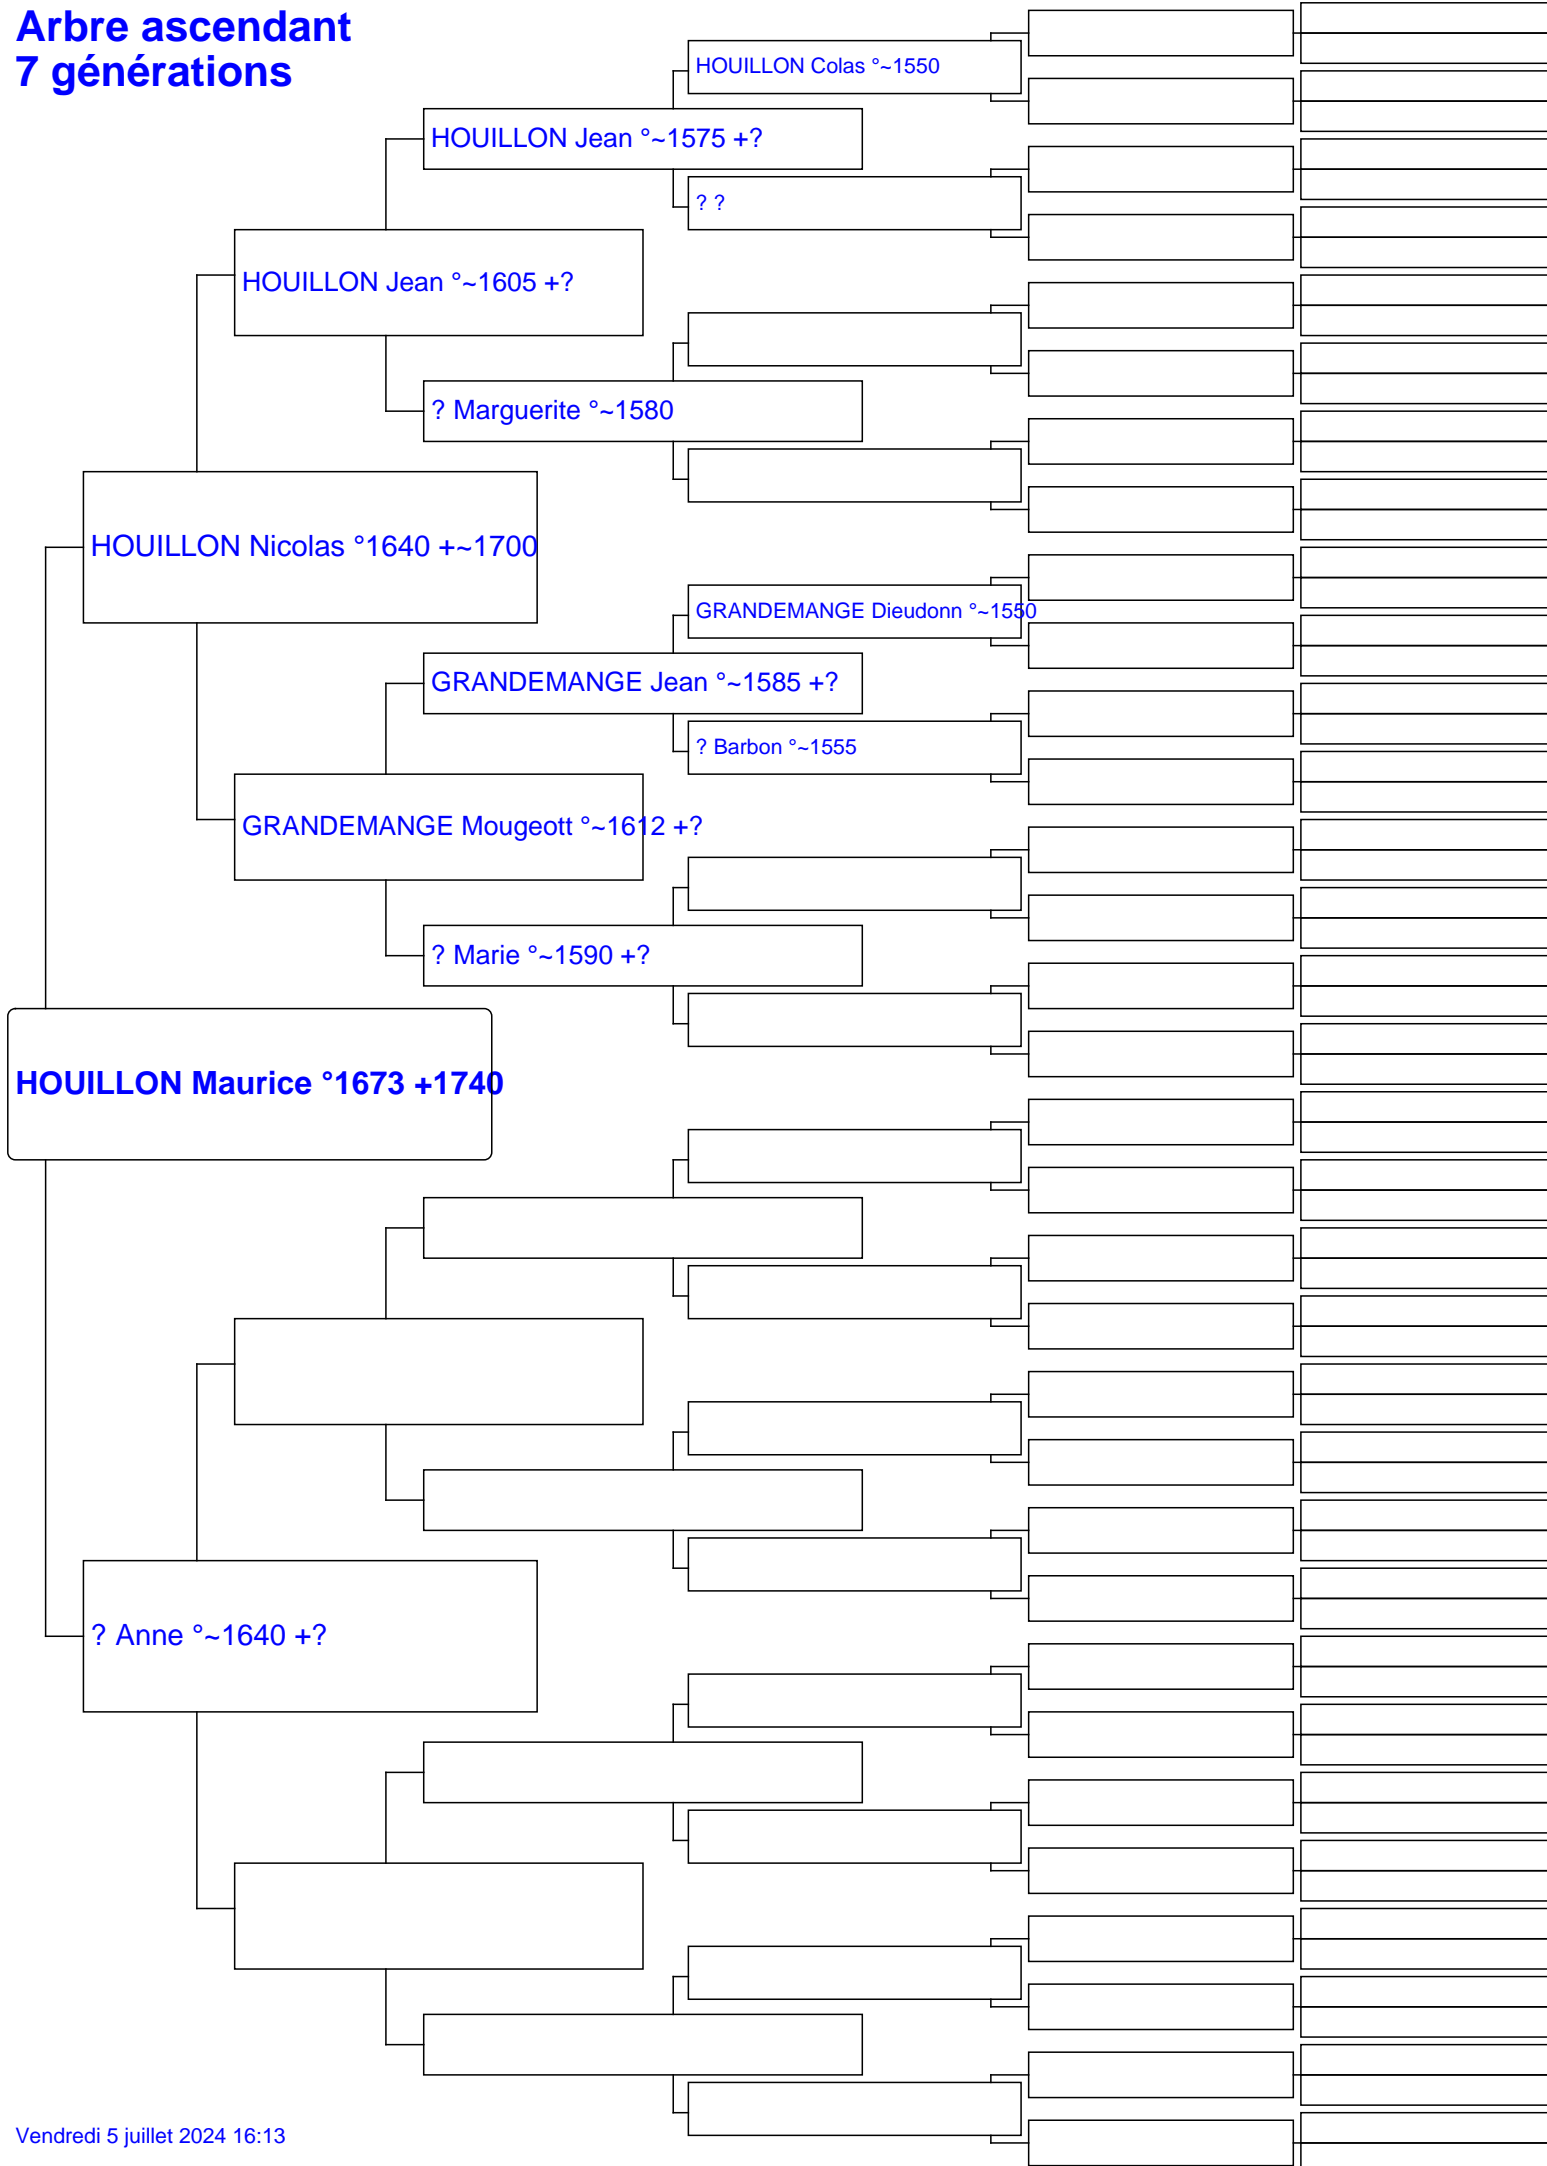 Arbre ascendant
7 générations
HOUILLON Colas °~1550
HOUILLON Jean °~1575 +?
? ?
HOUILLON Jean °~1605 +?
? Marguerite °~1580
HOUILLON Nicolas °1640 +~1700
GRANDEMANGE Dieudonn °~1550
GRANDEMANGE Jean °~1585 +?
? Barbon °~1555
GRANDEMANGE Mougeott °~1612 +?
? Marie °~1590 +?
HOUILLON Maurice °1673 +1740
? Anne °~1640 +?
Vendredi 5 juillet 2024 16:13